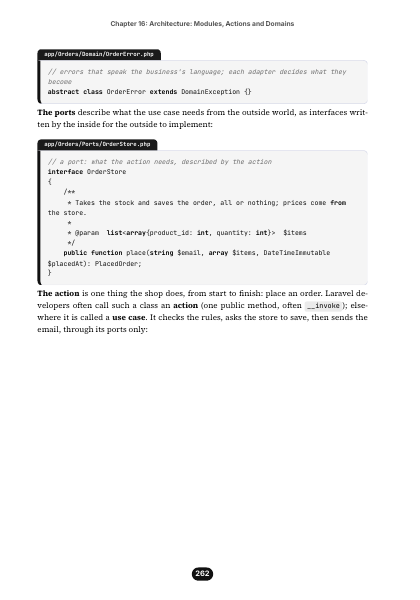 Chapter 16: Architecture: Modules, Actions and Domains
app/Orders/Domain/OrderError.php
// errors that speak the business's language; each adapter decides what they
become
abstract class OrderError extends DomainException {}
The ports describe what the use case needs from the outside world, as interfaces writ-
ten by the inside for the outside to implement:
app/Orders/Ports/OrderStore.php
// a port: what the action needs, described by the action
interface OrderStore
{
    /**
     * Takes the stock and saves the order, all or nothing; prices come from
the store.
     *
     * @param  list<array{product_id: int, quantity: int}>  $items
     */
    public function place(string $email, array $items, DateTimeImmutable
$placedAt): PlacedOrder;
}
The action is one thing the shop does, from start to finish: place an order. Laravel de-
velopers often call such a class an action (one public method, often __invoke); else-
where it is called a use case. It checks the rules, asks the store to save, then sends the
email, through its ports only:
262